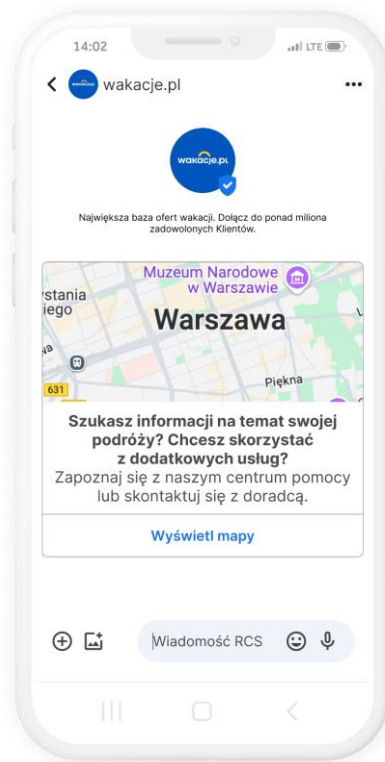 14:02
LTE
wakacje.pl
wakacje.pl
Największa baza ofert wakacji. Dołącz do ponad miliona
zadowolonych Klientów.
Muzeum Narodowe
w Warszawie
ystania
iego
Warszawa
Piękna
631
Szukasz informacji na temat swojej
podróży? Chcesz skorzystać
z dodatkowych usług?
Zapoznaj się z naszym centrum pomocy
lub skontaktuj się z doradcą.
Wyświetl mapy
Wiadomość RCS